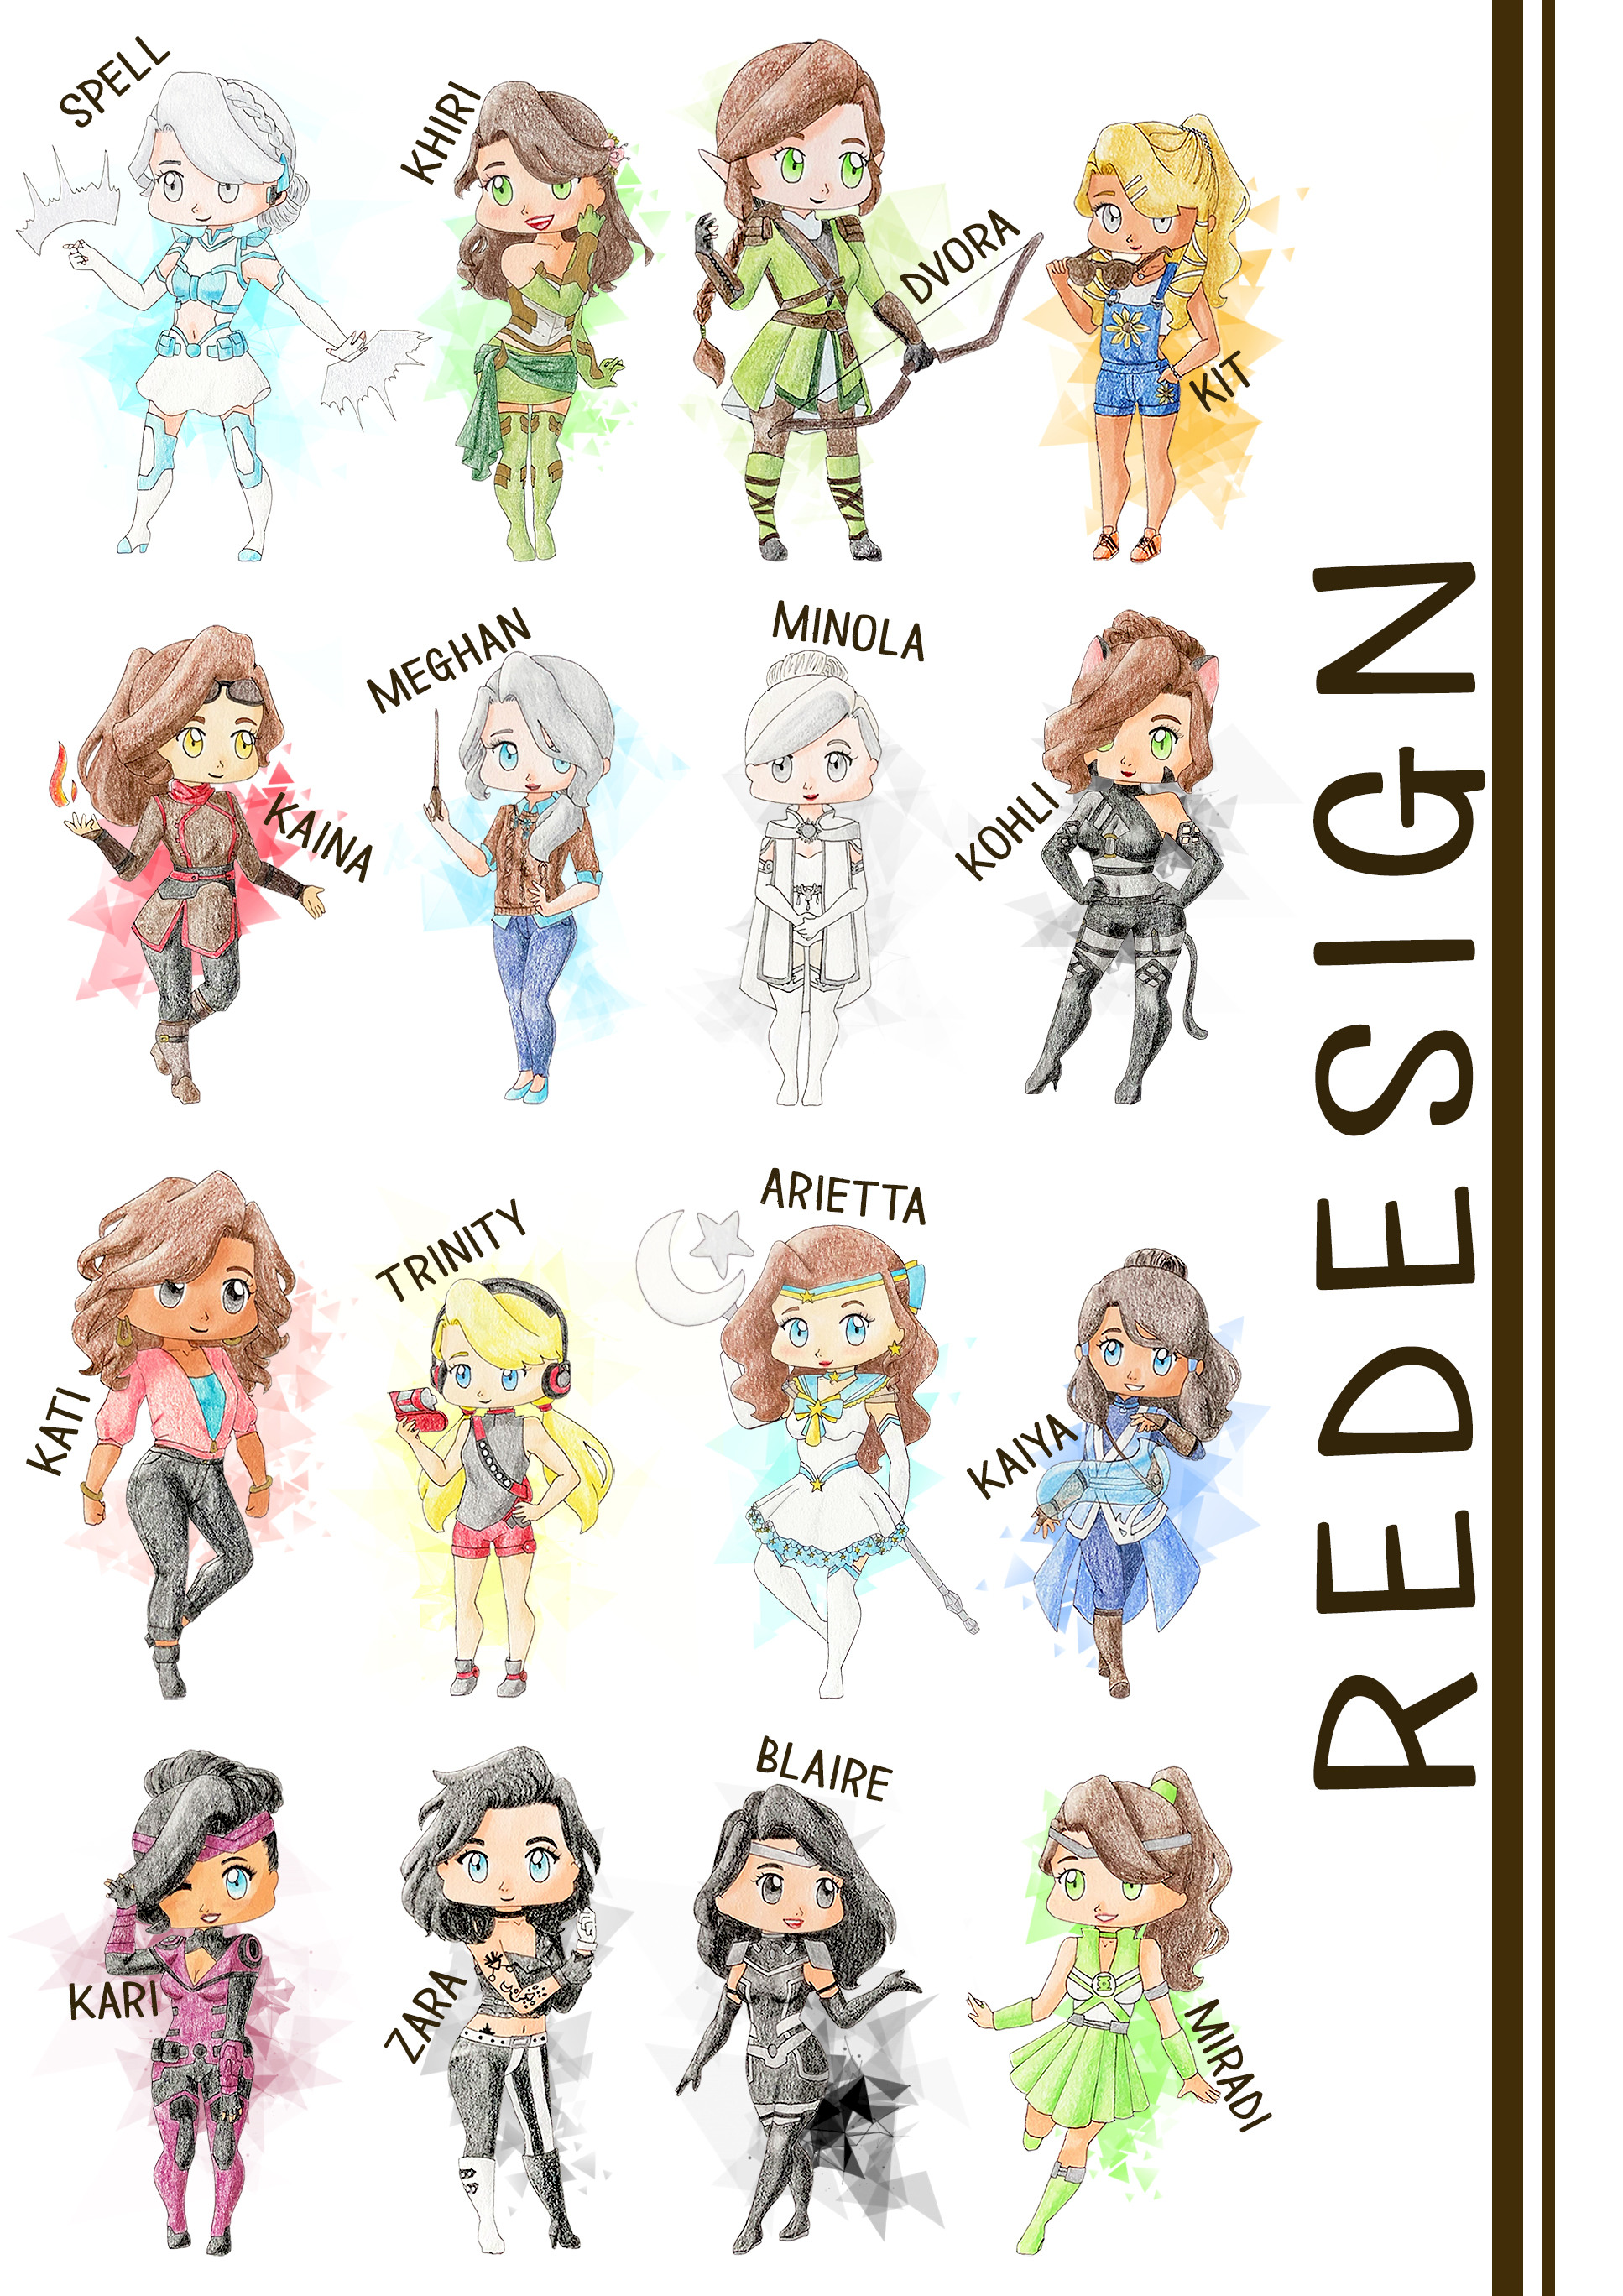 SPELL
KHIRI
DVORA
KIT
KAINA
MEGHAN
MINOLA
KOHLI
KATI
TRINITY
ARIETTA
KAIYA
KARI
ZARA
BLAIRE
MIRADI
REDESIGN